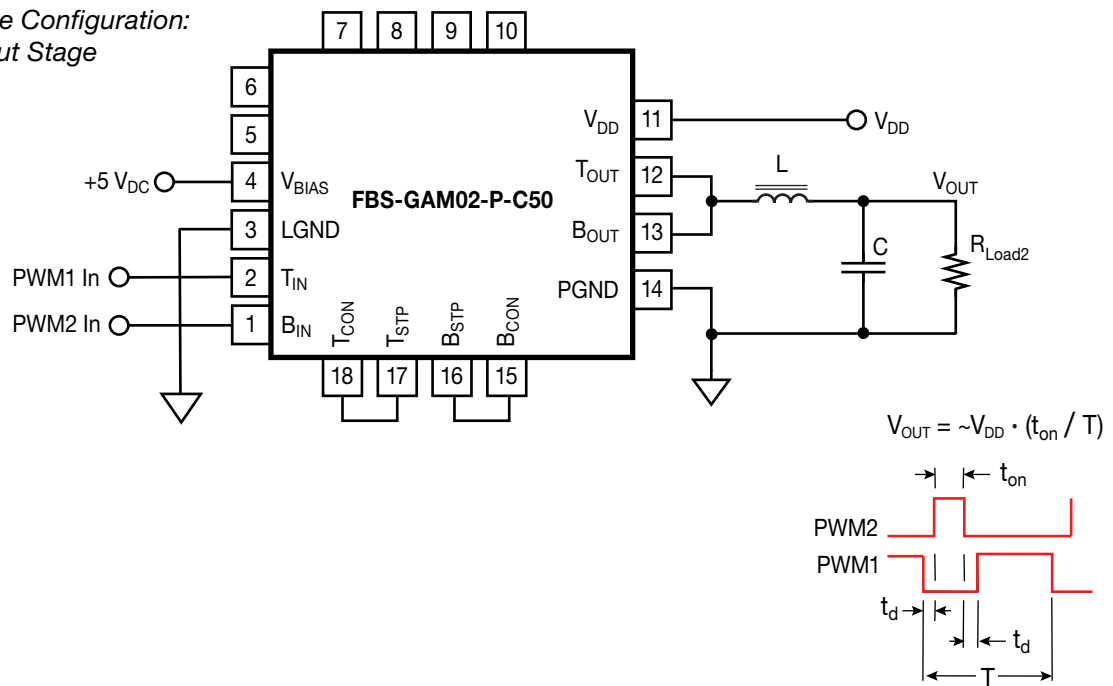 Configuration:
Stage
7 8 9 10
6
5
4
3
2
1
+5 VDC
PWM1 In
PWM2 In
VBIAS
LGND
TIN
BIN
FBS-GAM02-P-C50
VDD
TOUT
BOUT
PGND
11
12
13
14
VDD
L
VOUT
C
RLoad2
TCON TSTP BSTP BCON
18 17 16 15
VOUT = ~VDD • (ton / T)
ton
PWM2
PWM1
td
td
T